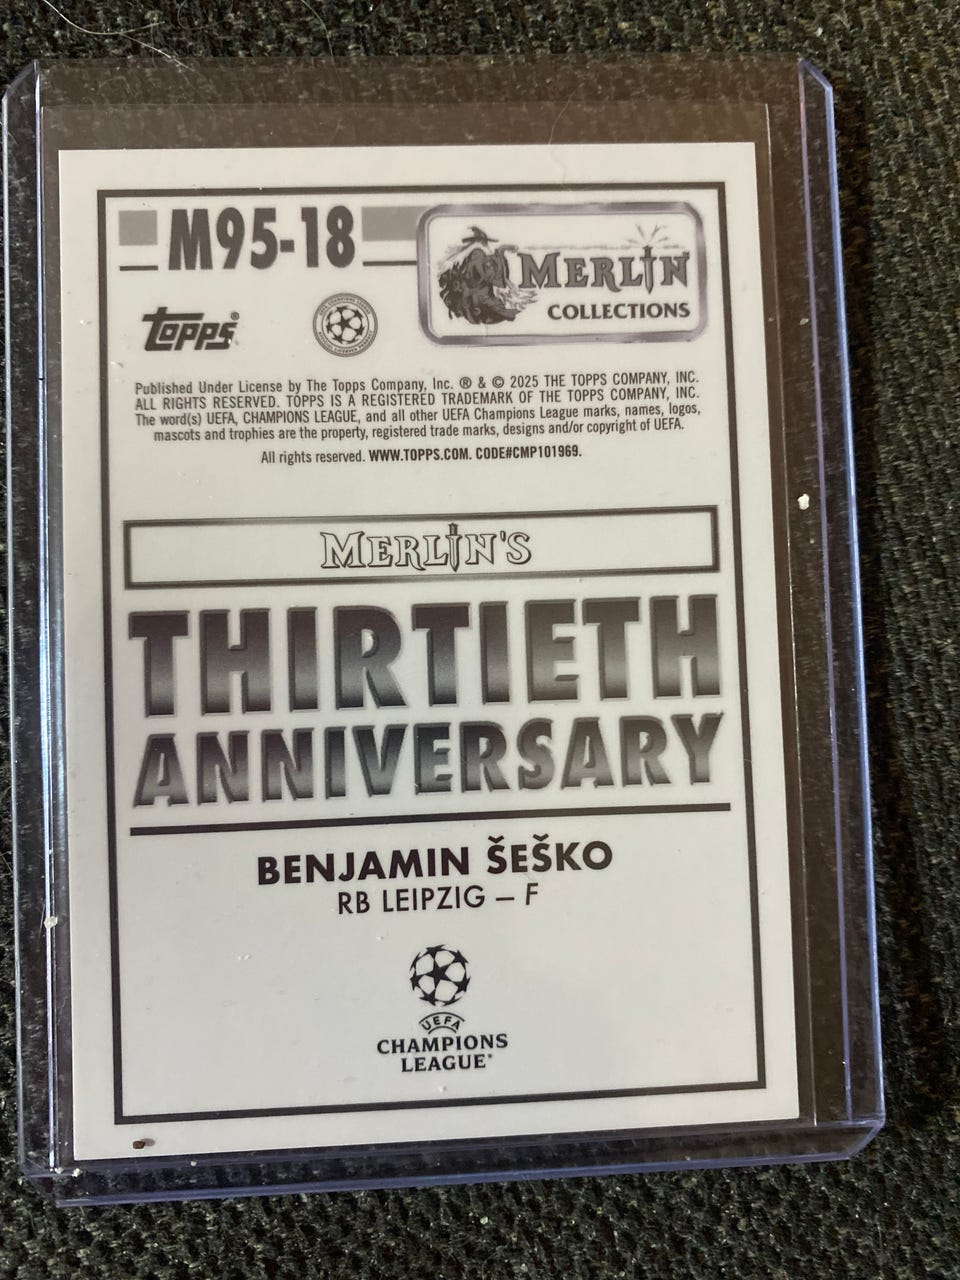 M95-18
MERLIN
COLLECTIONS
TOPPS®
Published Under License by The Topps Company, Inc. ® & © 2025 THE TOPPS COMPANY, INC.
ALL RIGHTS RESERVED. TOPPS IS A REGISTERED TRADEMARK OF THE TOPPS COMPANY, INC.
The word(s) UEFA, CHAMPIONS LEAGUE, and all other UEFA Champions League marks, names, logos,
mascots and trophies are the property, registered trade marks, designs and/or copyright of UEFA.
All rights reserved. WWW.TOPPS.COM. CODE#CMP101969.
MERLIN'S
THIRTIETH
ANNIVERSARY
BENJAMIN ŠEŠKO
RB LEIPZIG – F
UEFA
CHAMPIONS
LEAGUE®